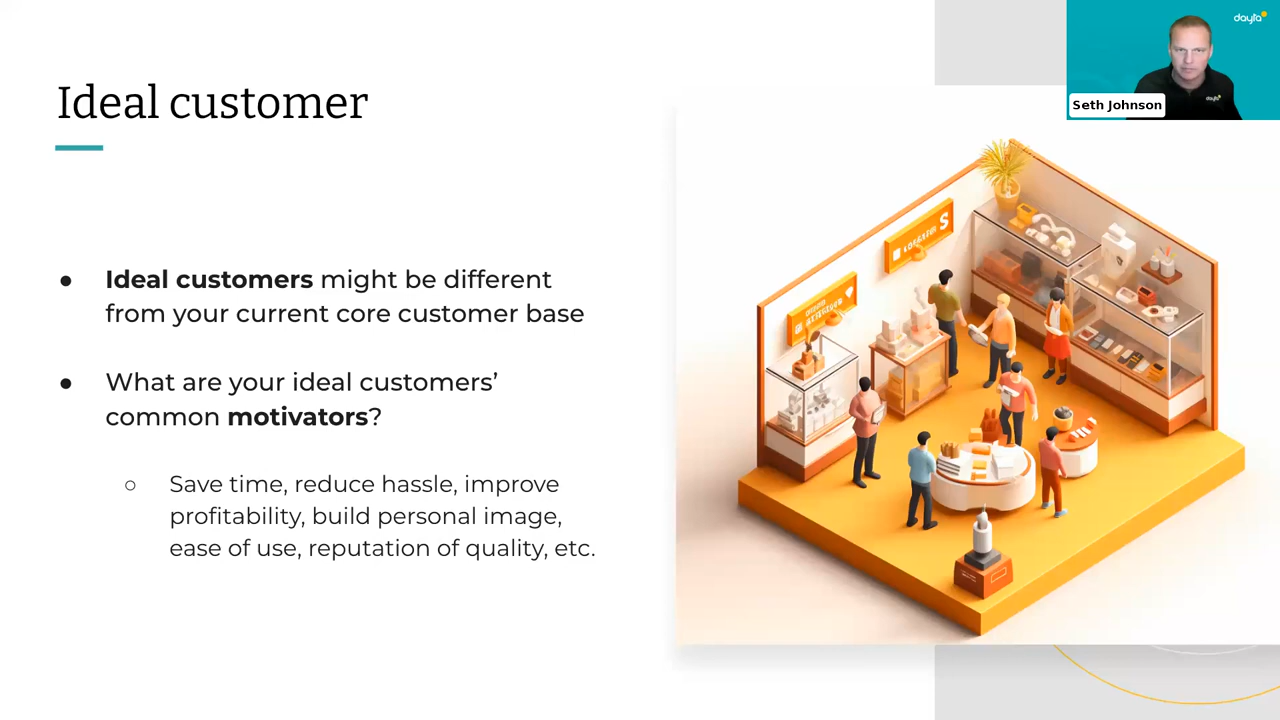 dayta
Seth Johnson
dayta
Ideal customer
● Ideal customers might be different
from your current core customer base
● What are your ideal customers’
common motivators?
○ Save time, reduce hassle, improve
profitability, build personal image,
ease of use, reputation of quality, etc.
S